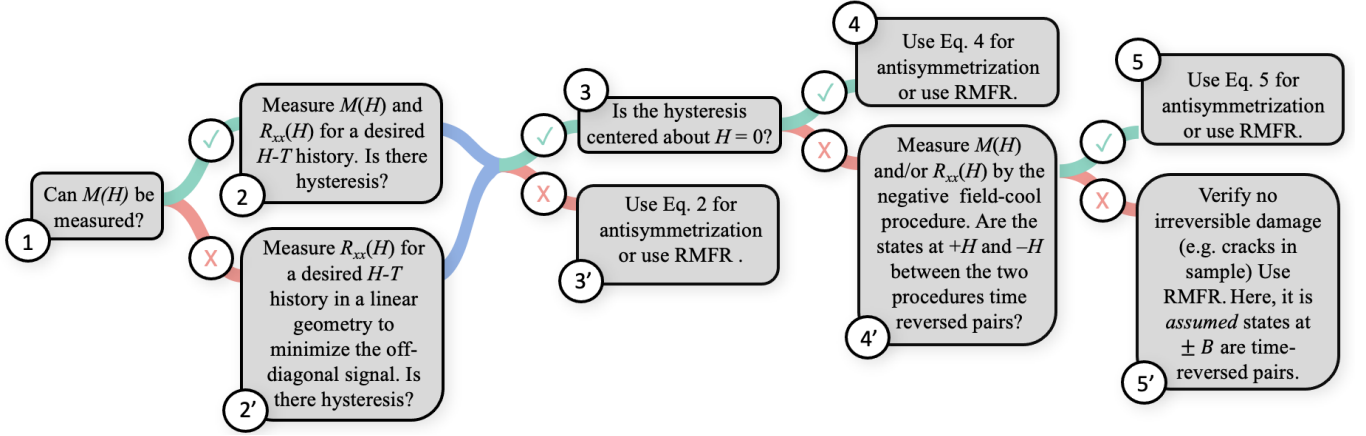 1
Can M(H) be
measured?
✓
X
2
Measure M(H) and
Rxx(H) for a desired
H-T history. Is there
hysteresis?
2'
Measure Rxx(H) for
a desired H-T
history in a linear
geometry to
minimize the off-
diagonal signal. Is
there hysteresis?
✓
X
3
Is the hysteresis
centered about H = 0?
3'
Use Eq. 2 for
antisymmetrization
or use RMFR .
✓
X
4
Use Eq. 4 for
antisymmetrization
or use RMFR.
4'
Measure M(H)
and/or Rxx(H) by the
negative field-cool
procedure. Are the
states at +H and –H
between the two
procedures time
reversed pairs?
✓
X
5
Use Eq. 5 for
antisymmetrization
or use RMFR.
5'
Verify no
irreversible damage
(e.g. cracks in
sample) Use
RMFR. Here, it is
assumed states at
± B are time-
reversed pairs.